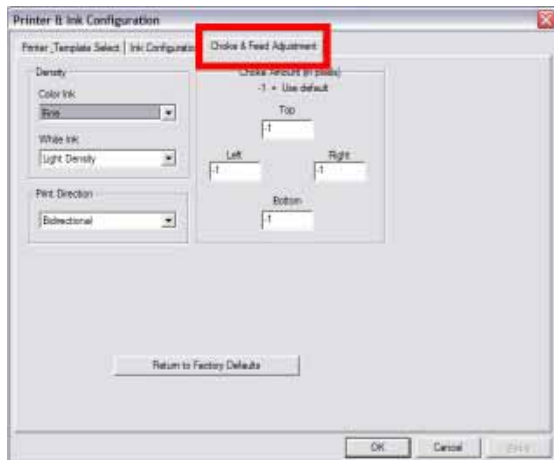 Printer & Ink Configuration
Printer_Template Select | Ink Configuration
Choke & Feed Adjustment
Density
Color Ink
Fine
White Ink
Light Density
Print Direction
Bidirectional
Choke Amount (in pixels)
-1 = Use default
Top
-1
Left
Right
-1
-1
Bottom
-1
Return to Factory Defaults
OK
Cancel